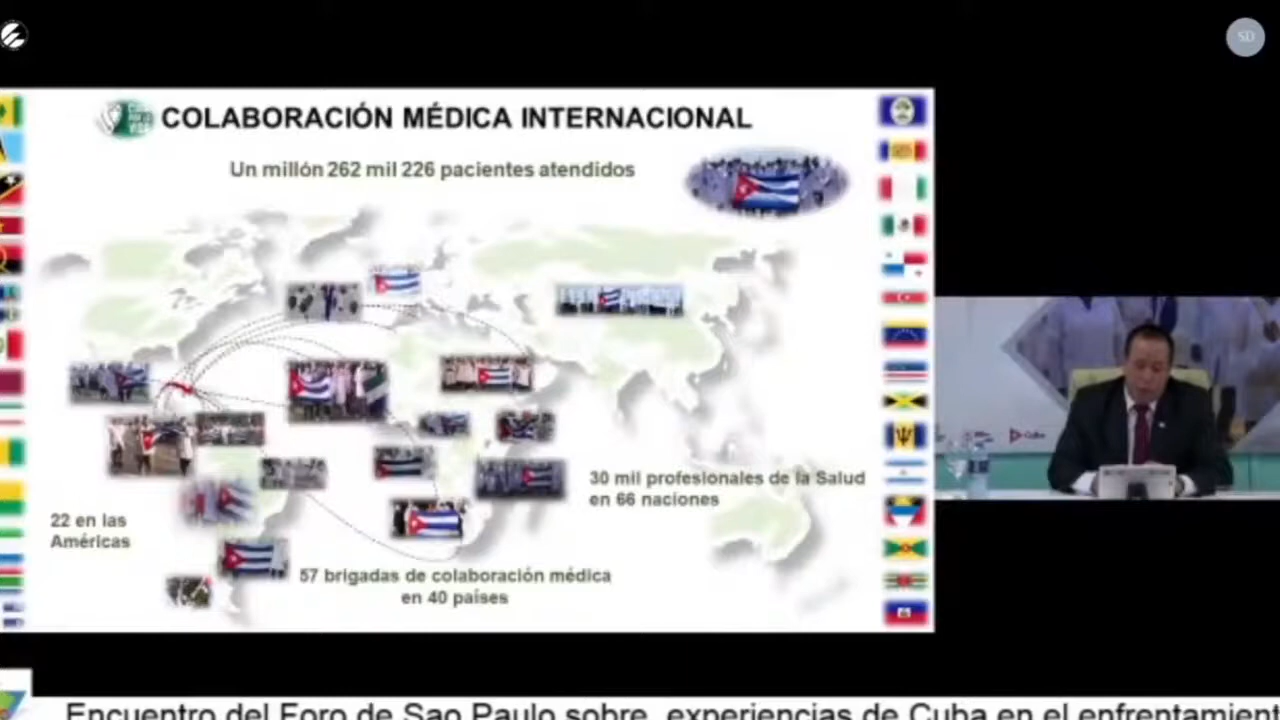 SD
COLABORACIÓN MÉDICA INTERNACIONAL
Un millón 262 mil 226 pacientes atendidos
30 mil profesionales de la Salud
en 66 naciones
22 en las
Américas
57 brigadas de colaboración médica
en 40 países
Cuba
Encuentro del Foro de Sao Paulo sobre experiencias de Cuba en el enfrentamient